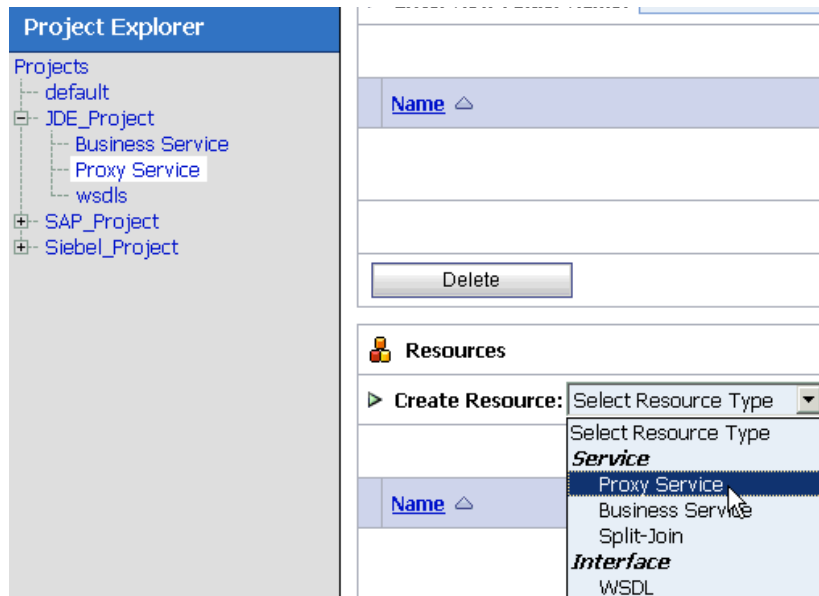 Project Explorer
Projects
default
JDE_Project
Business Service
Proxy Service
wsdls
SAP_Project
Siebel_Project
Name
Delete
Resources
Create Resource: Select Resource Type
Select Resource Type
Service
Proxy Service
Business Service
Split-Join
Interface
WSDL
Name